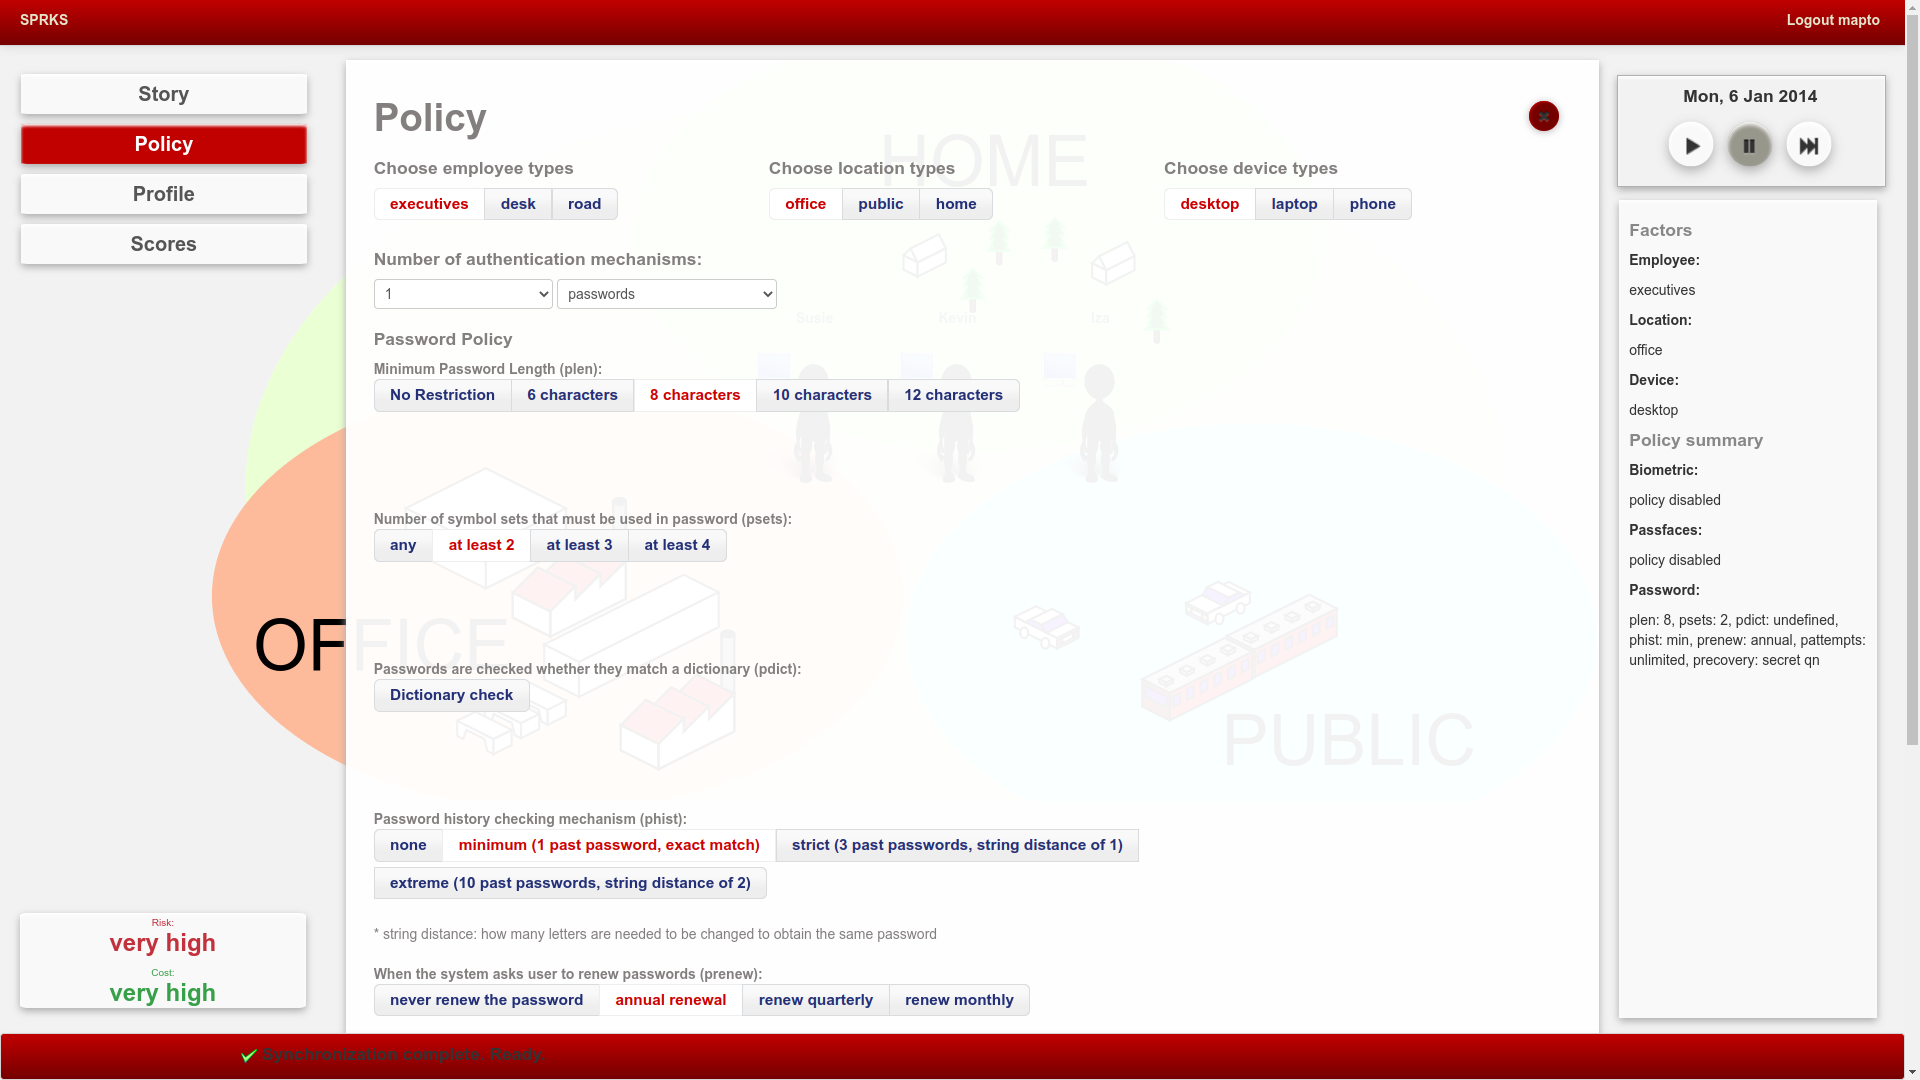 SPRKS
Logout mapto
Story
Policy
Profile
Scores
Policy
Choose employee types
executives desk road
Choose location types
office public home
Choose device types
desktop laptop phone
HOME
Number of authentication mechanisms:
1 passwords
Susie Kevin Iza
Password Policy
Minimum Password Length (plen):
No Restriction 6 characters 8 characters 10 characters 12 characters
Number of symbol sets that must be used in password (psets):
any at least 2 at least 3 at least 4
OFFICE
Passwords are checked whether they match a dictionary (pdict):
Dictionary check
PUBLIC
Password history checking mechanism (phist):
none minimum (1 past password, exact match) strict (3 past passwords, string distance of 1)
extreme (10 past passwords, string distance of 2)
* string distance: how many letters are needed to be changed to obtain the same password
When the system asks user to renew passwords (prenew):
never renew the password annual renewal renew quarterly renew monthly
Mon, 6 Jan 2014
Factors
Employee:
executives
Location:
office
Device:
desktop
Policy summary
Biometric:
policy disabled
Passfaces:
policy disabled
Password:
plen: 8, psets: 2, pdict: undefined,
phist: min, prenew: annual, pattempts:
unlimited, precovery: secret qn
Risk:
very high
Cost:
very high
Synchronization complete. Ready.